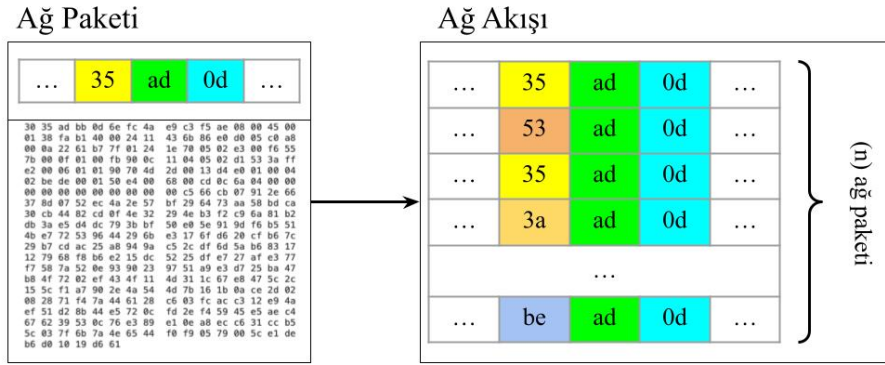 Ağ Paketi
Ağ Akışı
... 35 ad 0d ...
30 35 ad bb 0d 6e fc 4a e9 c3 f5 ae 08 00 45 00
01 38 fa b1 40 00 24 11 43 6b 86 e0 d0 05 c0 a8
00 0a 22 61 b7 7f 01 24 1e 70 05 02 e3 00 f6 55
7b 00 0f 01 00 fb 90 0c 11 04 05 02 d1 53 3a ff
e2 00 06 01 01 90 70 4d 2d 00 13 d4 e0 01 00 04
02 be de 00 01 50 e4 00 68 00 cd 0c 6a 04 00 00
00 00 00 00 00 00 00 00 c5 66 cb 07 91 2e 66
37 8d 07 52 ec 4a 2e 57 bf 29 64 73 aa 58 bd ca
30 cb 44 82 cd 0f 4e 32 29 4e b3 f2 c9 6a 81 b2
db 3a e5 d4 dc 79 3b bf 50 e0 5e 91 9d f6 b5 51
4b e7 72 53 96 44 29 6b e3 17 6f d6 20 cf b6 7c
29 b7 cd ac 25 a8 94 9a c5 2c df 6d 5a b6 83 17
12 79 68 f8 b6 e2 15 dc 52 25 df e7 27 af e3 77
f7 58 7a 52 0e 93 90 23 97 51 a9 e3 d7 25 ba 47
b8 4f 72 02 ef 43 4f 11 4d 31 1c 67 e8 47 5c 2c
15 5c f1 a7 90 2e 4a 54 4d 7b 16 1b 0a ce 2d 02
08 28 71 f4 7a 44 61 28 c6 03 fc ac c3 12 e9 4a
ef 51 d2 8b 44 e5 72 0c fd 2e f4 59 45 e5 ae c4
67 62 39 53 0c 76 e3 89 e1 0e a8 ec c6 31 cc b5
5c 03 7f 6b 7a 4e 65 44 f0 f9 05 79 00 5c e1 de
b6 d0 10 19 d6 61
... 35 ad 0d ...
... 53 ad 0d ...
... 35 ad 0d ...
... 3a ad 0d ...
...
... be ad 0d ...
(n) ağ paketi